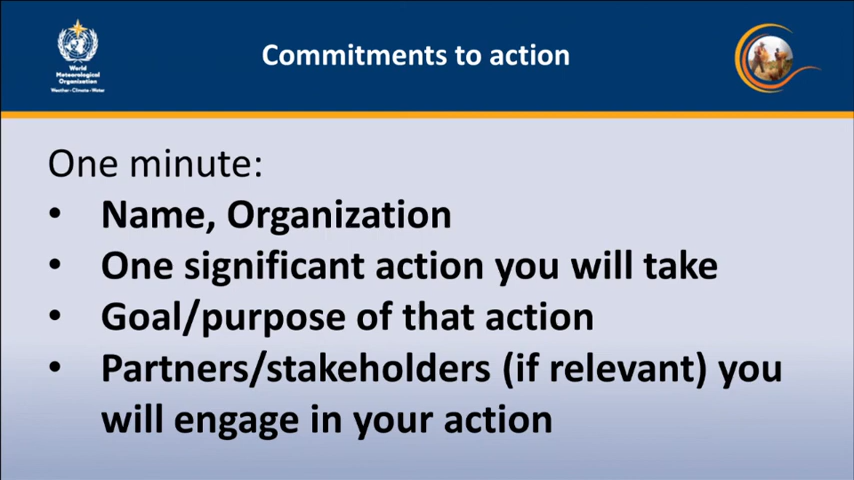 World
Meteorological
Organization
Weather • Climate • Water
Commitments to action
One minute:
• Name, Organization
• One significant action you will take
• Goal/purpose of that action
• Partners/stakeholders (if relevant) you
will engage in your action